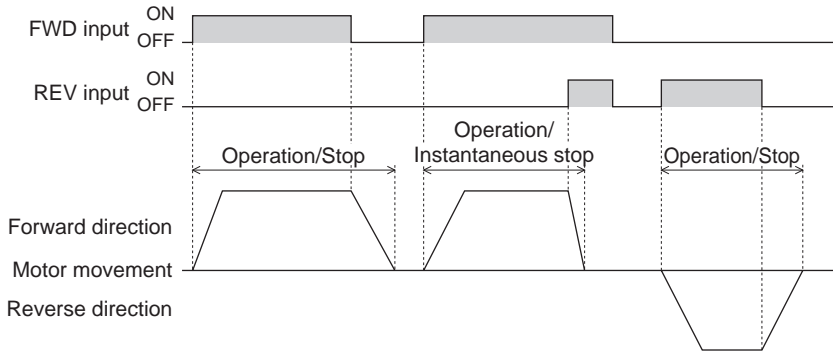 ON
FWD input
OFF
ON
REV input
OFF
Operation/
Operation/Stop
Instantaneous stop
Operation/Stop
Forward direction
Motor movement
Reverse direction